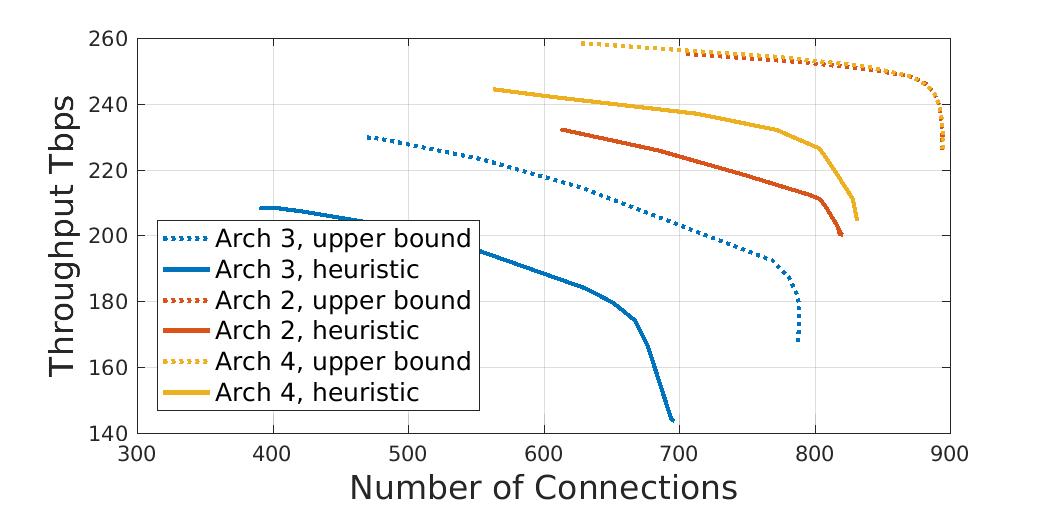 260
240
220
200
180
160
140
Throughput Tbps
Arch 3, upper bound
Arch 3, heuristic
Arch 2, upper bound
Arch 2, heuristic
Arch 4, upper bound
Arch 4, heuristic
300 400 500 600 700 800 900
Number of Connections